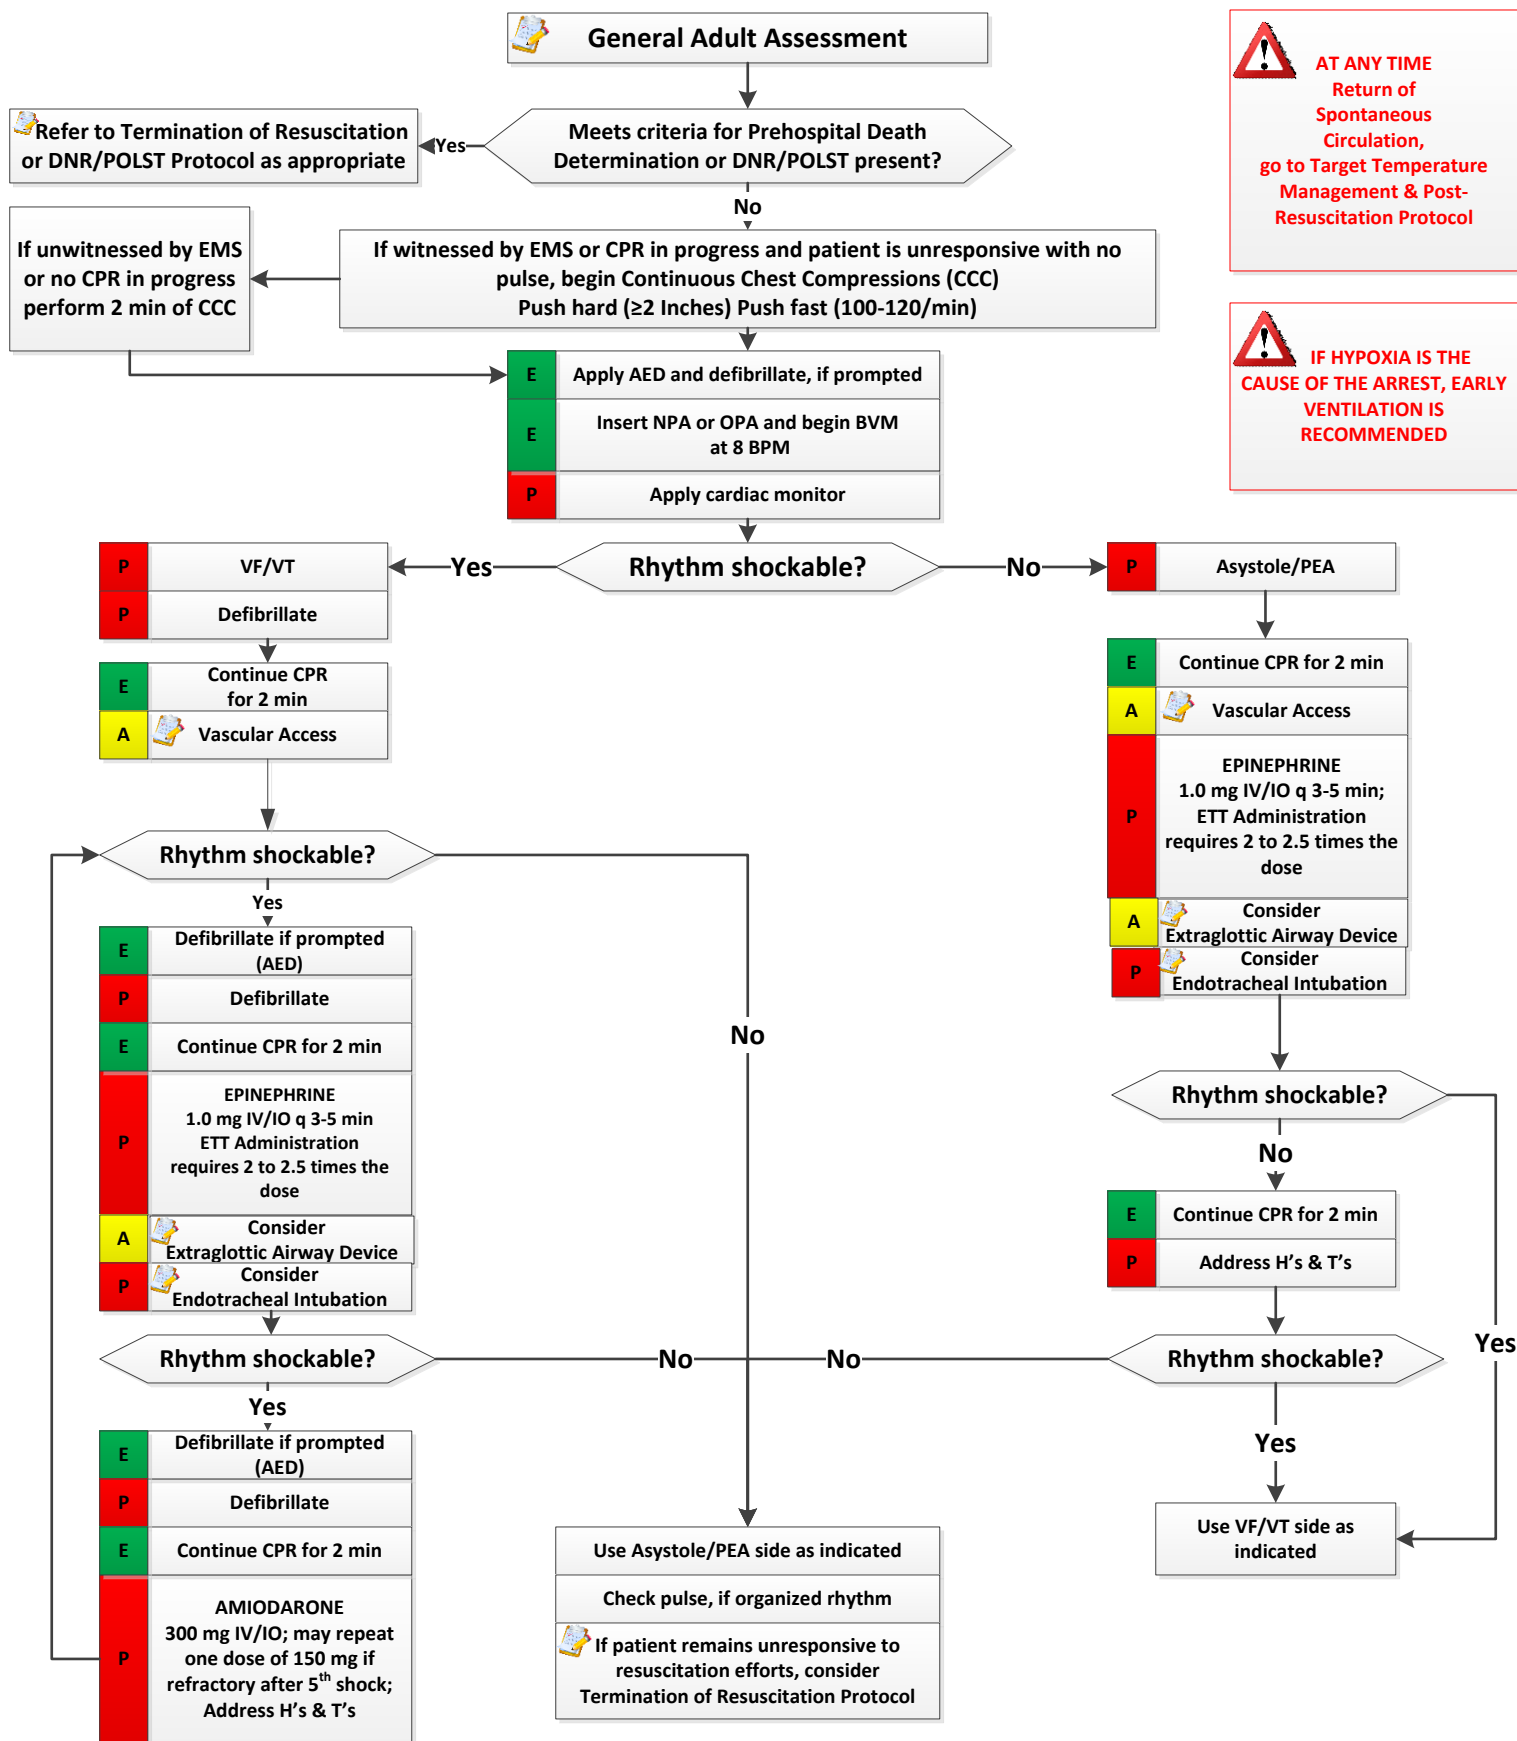 General Adult Assessment
AT ANY TIME
Return of
Spontaneous
Circulation,
go to Target Temperature
Management & Post-
Resuscitation Protocol
Refer to Termination of Resuscitation
or DNR/POLST Protocol as appropriate
Yes
Meets criteria for Prehospital Death
Determination or DNR/POLST present?
No
If unwitnessed by EMS
or no CPR in progress
perform 2 min of CCC
If witnessed by EMS or CPR in progress and patient is unresponsive with no
pulse, begin Continuous Chest Compressions (CCC)
Push hard (≥2 Inches) Push fast (100-120/min)
IF HYPOXIA IS THE
CAUSE OF THE ARREST, EARLY
VENTILATION IS
RECOMMENDED
E Apply AED and defibrillate, if prompted
E Insert NPA or OPA and begin BVM
at 8 BPM
P Apply cardiac monitor
Rhythm shockable?
Yes
No
P VF/VT
P Defibrillate
E Continue CPR
for 2 min
A Vascular Access
Rhythm shockable?
Yes
No
E Defibrillate if prompted
(AED)
P Defibrillate
E Continue CPR for 2 min
P EPINEPHRINE
1.0 mg IV/IO q 3-5 min
ETT Administration
requires 2 to 2.5 times the
dose
A Consider
Extraglottic Airway Device
P Consider
Endotracheal Intubation
Rhythm shockable?
No
Yes
E Defibrillate if prompted
(AED)
P Defibrillate
E Continue CPR for 2 min
P AMIODARONE
300 mg IV/IO; may repeat
one dose of 150 mg if
refractory after 5th shock;
Address H's & T's
P Asystole/PEA
E Continue CPR for 2 min
A Vascular Access
P EPINEPHRINE
1.0 mg IV/IO q 3-5 min;
ETT Administration
requires 2 to 2.5 times the
dose
A Consider
Extraglottic Airway Device
P Consider
Endotracheal Intubation
Rhythm shockable?
No
Yes
E Continue CPR for 2 min
P Address H's & T's
Rhythm shockable?
No
Yes
Use VF/VT side as
indicated
Use Asystole/PEA side as indicated
Check pulse, if organized rhythm
If patient remains unresponsive to
resuscitation efforts, consider
Termination of Resuscitation Protocol